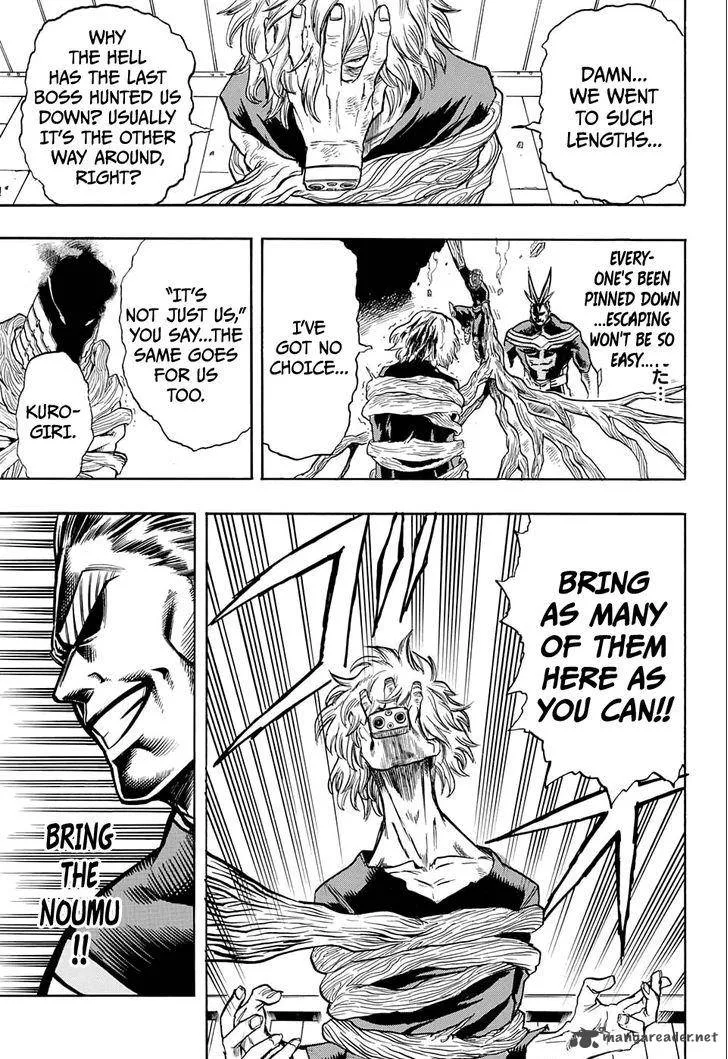 DAMN...
WE WENT
TO SUCH
LENGTHS...
WHY
THE HELL
HAS THE LAST
BOSS HUNTED US
DOWN? USUALLY
IT'S THE OTHER
WAY AROUND,
RIGHT?
EVERY-
ONE'S BEEN
PINNED DOWN
...ESCAPING
WON'T BE SO
EASY....
た…
I'VE
GOT NO
CHOICE...
"IT'S
NOT JUST US,"
YOU SAY...THE
SAME GOES
FOR US
TOO.
KURO-
GIRI.
BRING
AS MANY
OF THEM
HERE AS
YOU CAN!!
BRING
THE
NOUMU
!!
mangareader.net